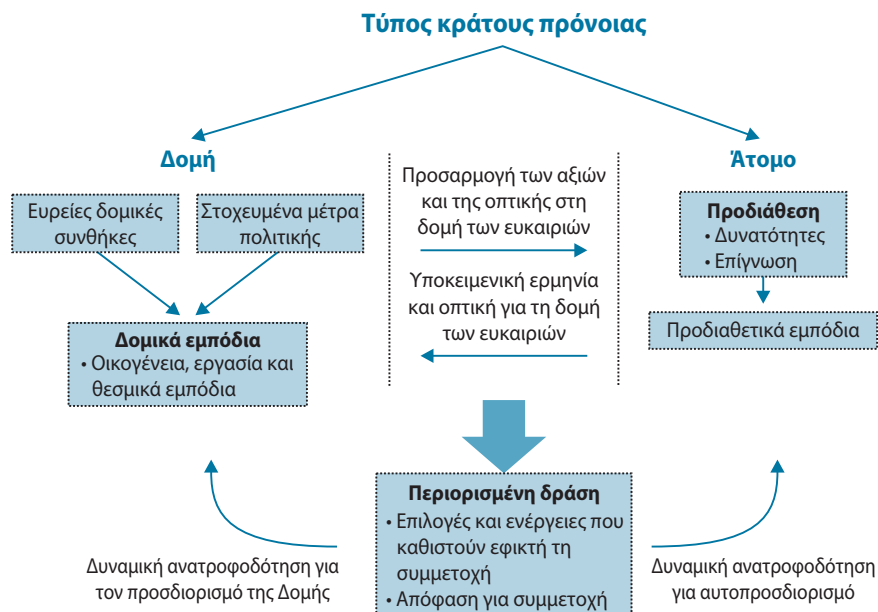 Τύπος κράτους πρόνοιας
Δομή
Άτομο
Ευρείες δομικές
συνθήκες
Στοχευμένα μέτρα
πολιτικής
Προσαρμογή των αξιών
και της οπτικής στη
δομή των ευκαιριών
Προδιάθεση
• Δυνατότητες
• Επίγνωση
Υποκειμενική ερμηνία
και οπτική για τη δομή
των ευκαιριών
Δομικά εμπόδια
• Οικογένεια, εργασία και
θεσμικά εμπόδια
Προδιαθετικά εμπόδια
Περιορισμένη δράση
• Επιλογές και ενέργειες που
καθιστούν εφικτή τη
συμμετοχή
• Απόφαση για συμμετοχή
Δυναμική ανατροφοδότηση για
τον προσδιορισμό της Δομής
Δυναμική ανατροφοδότηση
για αυτοπροσδιορισμό